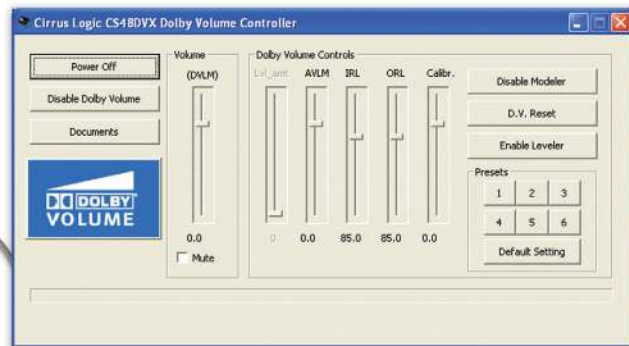 Cirrus Logic CS48DVX Dolby Volume Controller
Power Off
Disable Dolby Volume
Documents
DOLBY
VOLUME
Volume
(DVLM)
0.0
Mute
Dolby Volume Controls
Lvl_amt AVLM IRL ORL Calibr.
0 0.0 85.0 85.0 0.0
Disable Modeler
D.V. Reset
Enable Leveler
Presets
1 2 3
4 5 6
Default Setting